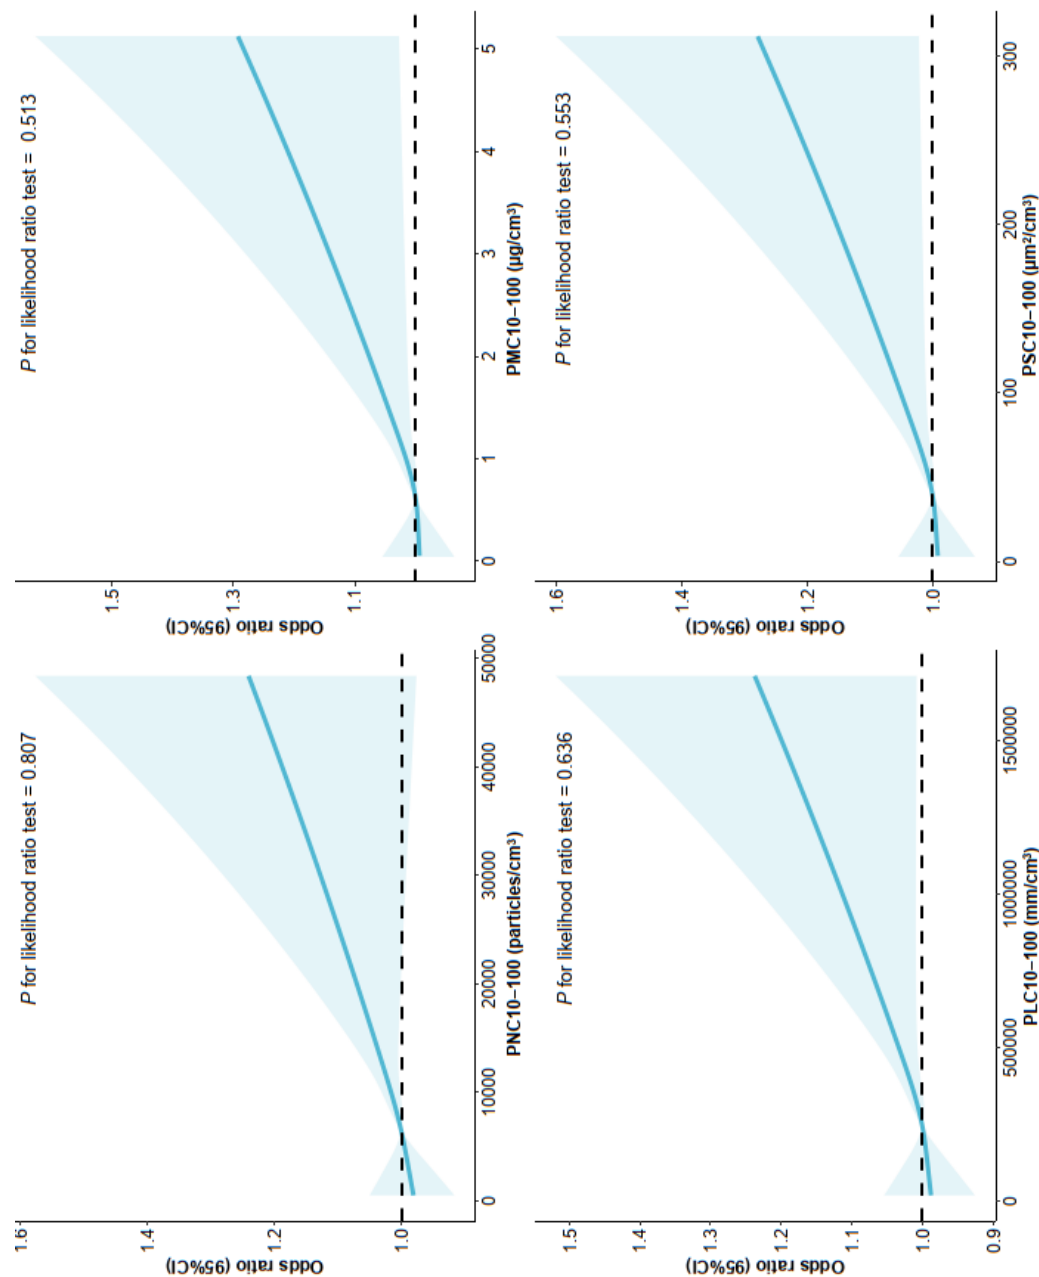 P for likelihood ratio test = 0.807
Odds ratio (95%CI)
1.6
1.4
1.2
1.0
0 10000 20000 30000 40000 50000
PNC10−100 (particles/cm³)
P for likelihood ratio test = 0.513
Odds ratio (95%CI)
1.5
1.3
1.1
0 1 2 3 4 5
PMC10−100 (µg/cm³)
P for likelihood ratio test = 0.636
Odds ratio (95%CI)
1.5
1.4
1.3
1.2
1.1
1.0
0.9
0 500000 1000000 1500000
PLC10−100 (mm/cm³)
P for likelihood ratio test = 0.553
Odds ratio (95%CI)
1.6
1.4
1.2
1.0
0 100 200 300
PSC10−100 (µm²/cm³)